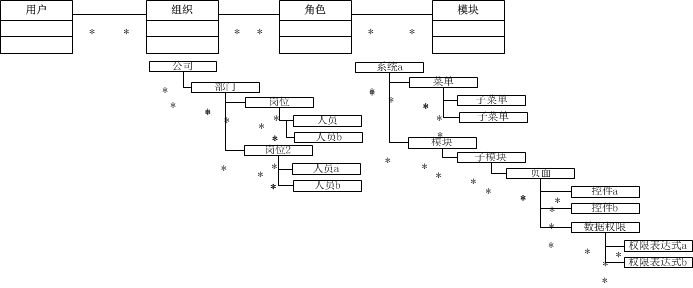 用户 组织 角色 模块
* * * * * *
公司 系统a
部门 菜单
* * * *
岗位 子菜单
* * *
人员 子菜单
* * * *
人员b 模块
* *
岗位2 子模块
*
人员a 页面
* * * * *
人员b 控件a
* * * * *
控件b
*
数据权限
*
权限表达式a
* * *
权限表达式b
*
*